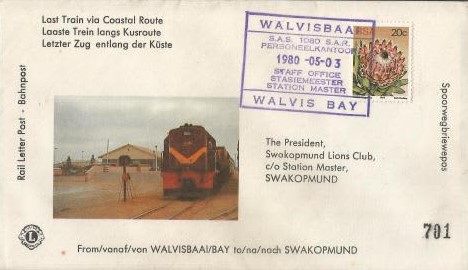 Last Train via Coastal Route
Laaste Trein langs Kusroute
Letzter Zug entlang der Küste
WALVISBAAI
S.A.S. 1080 S.A.R.
PERSONEELKANTOOR
1980 -05-03
STAFF OFFICE
STASIEMEESTER
STATION MASTER
WALVIS BAY
RSA
20c
Rail Letter Post - Bahnpost
Spoorwegbriewepos
The President,
Swakopmund Lions Club,
c/o Station Master,
SWAKOPMUND
701
L
From/vanaf/von WALVISBAAI/BAY to/na/nach SWAKOPMUND